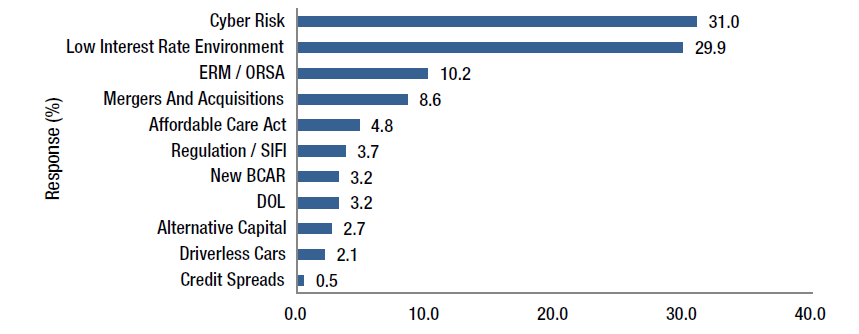 Cyber Risk 31.0
Low Interest Rate Environment 29.9
ERM / ORSA 10.2
Mergers And Acquisitions 8.6
Affordable Care Act 4.8
Regulation / SIFI 3.7
New BCAR 3.2
DOL 3.2
Alternative Capital 2.7
Driverless Cars 2.1
Credit Spreads 0.5
Response (%)
0.0 10.0 20.0 30.0 40.0